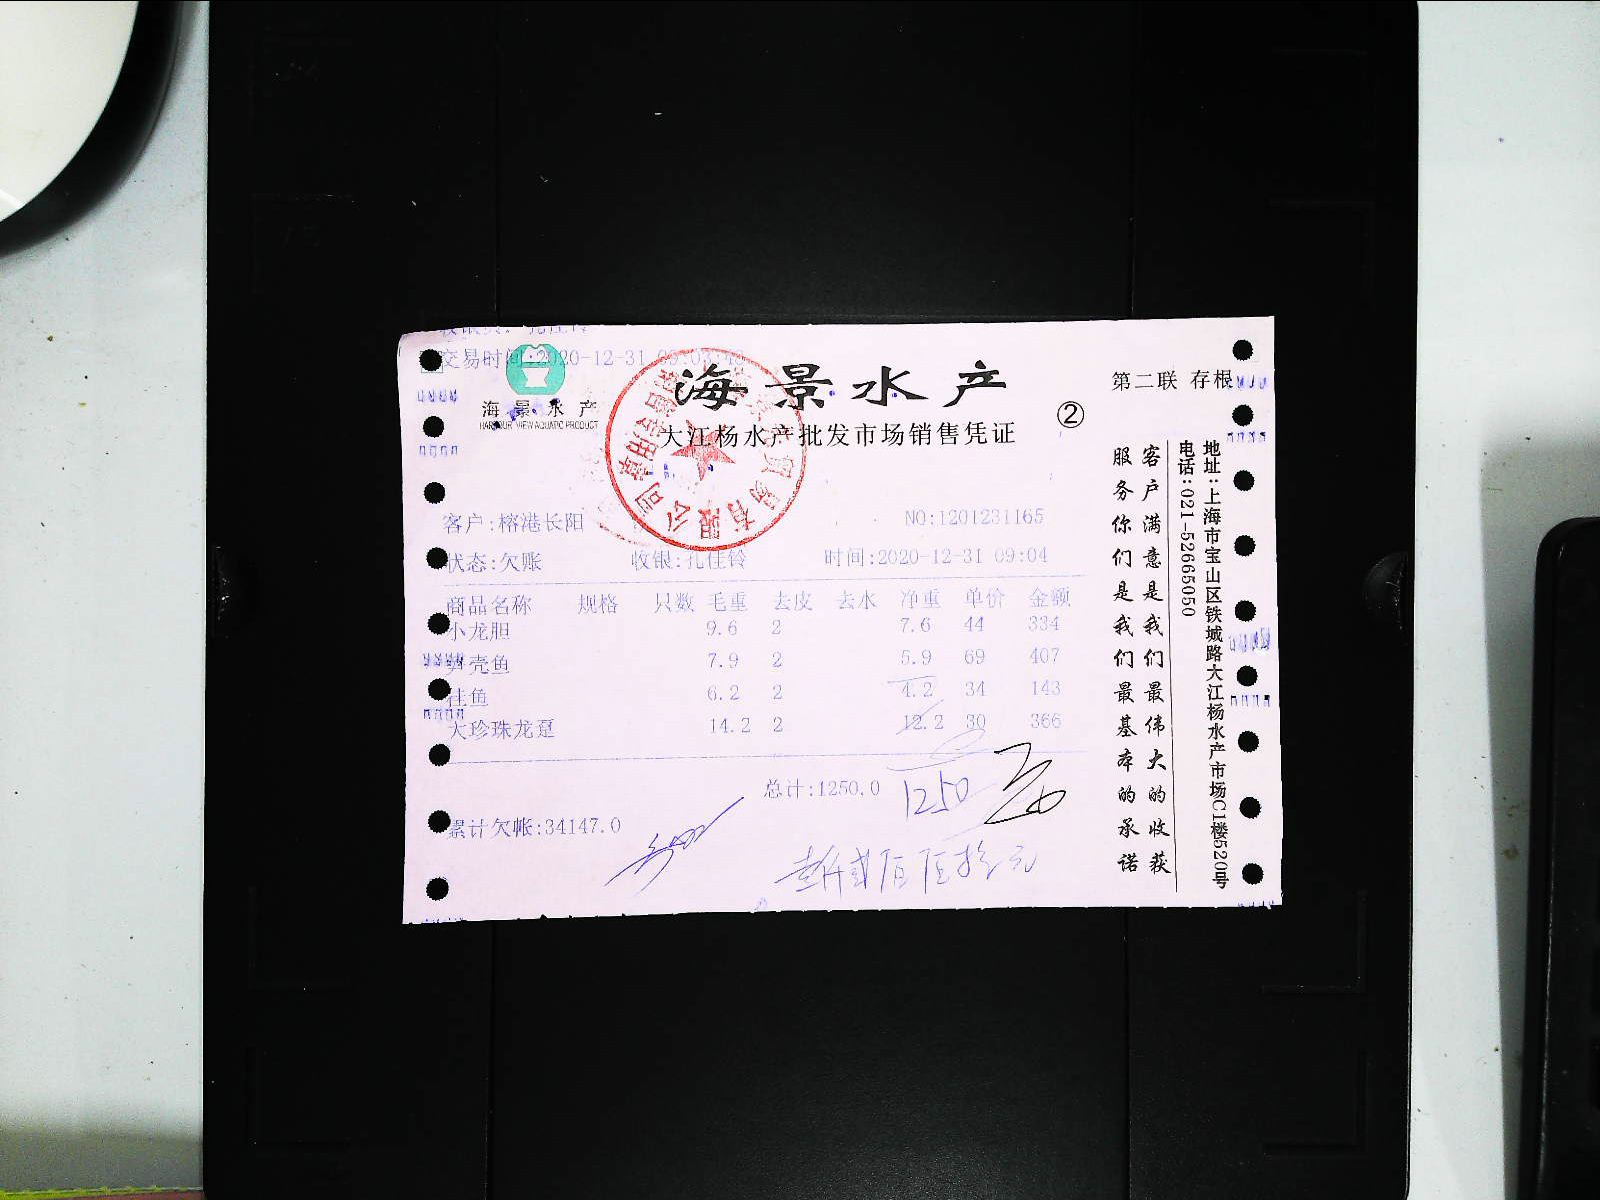 交易时间:2020-12-31 09:03:48
海景水产
HARBOUR VIEW AQUATIC PRODUCT
海景水产
大江杨水产批发市场销售凭证
②
第二联 存根
客户:榕港长阳
NO:1201231165
状态:欠账 收银:孔佳铃 时间:2020-12-31 09:04
商品名称 规格 只数 毛重 去皮 去水 净重 单价 金额
小龙胆 9.6 2 7.6 44 334
笋壳鱼 7.9 2 5.9 69 407
桂鱼 6.2 2 4.2 34 143
大珍珠龙趸 14.2 2 12.2 30 366
总计:1250.0
1250
累计欠帐:34147.0
客户满意是我们最伟大的收获
服务你们是我们最基本的承诺
地址:上海市宝山区铁城路大江杨水产市场C1楼520号
电话:021-52665050